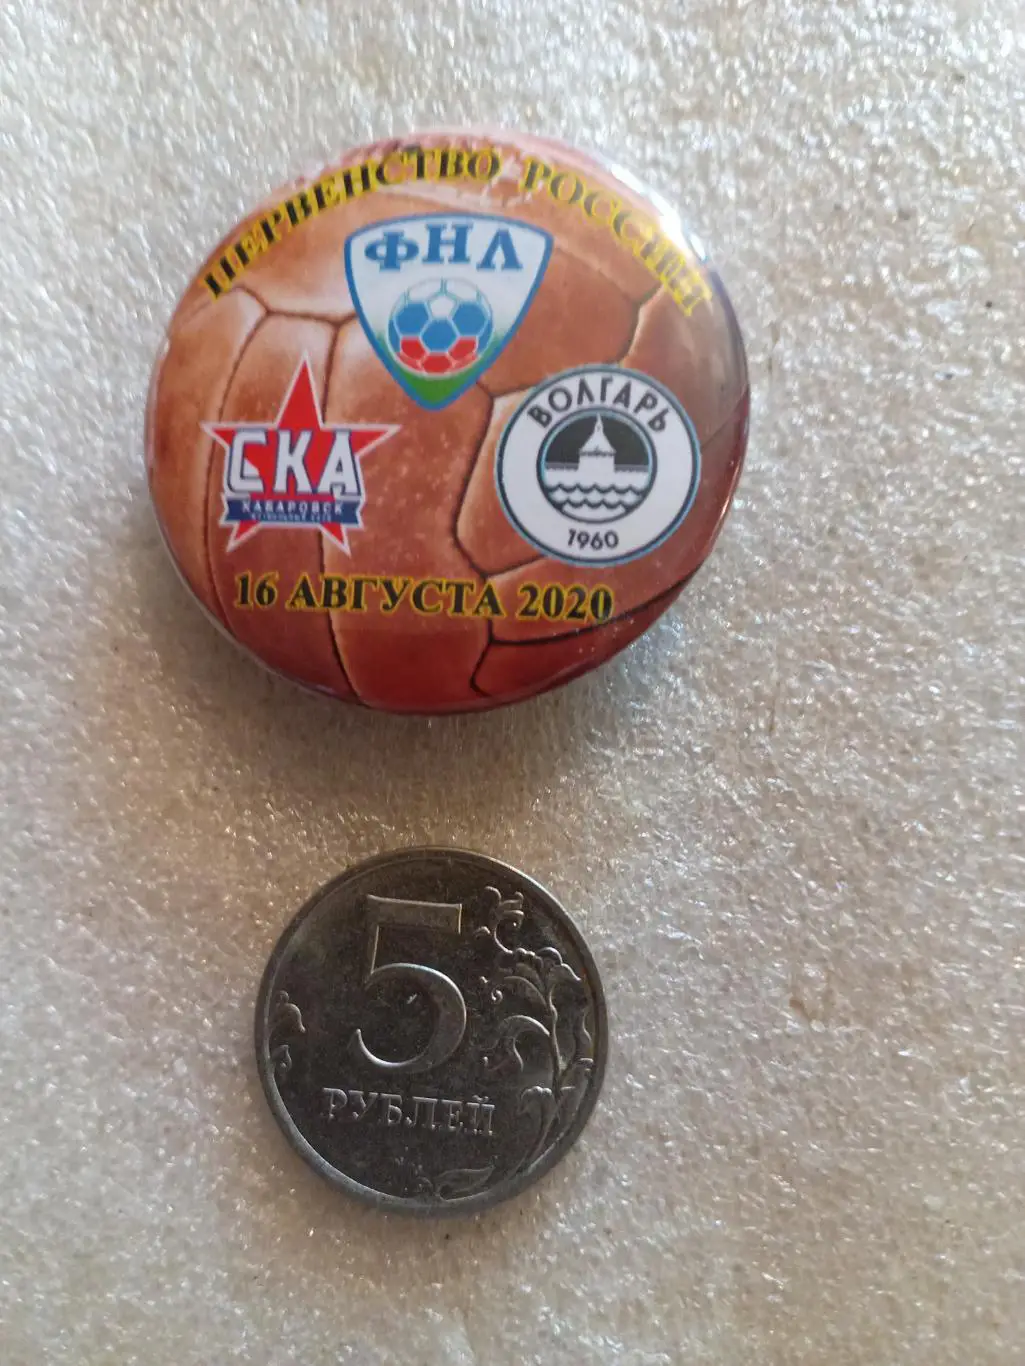 ПЕРВЕНСТВО РОССИИ
ФНЛ
СКА
ХАБАРОВСК
ВОЛГАРЬ
1960
16 АВГУСТА 2020
5
РУБЛЕЙ